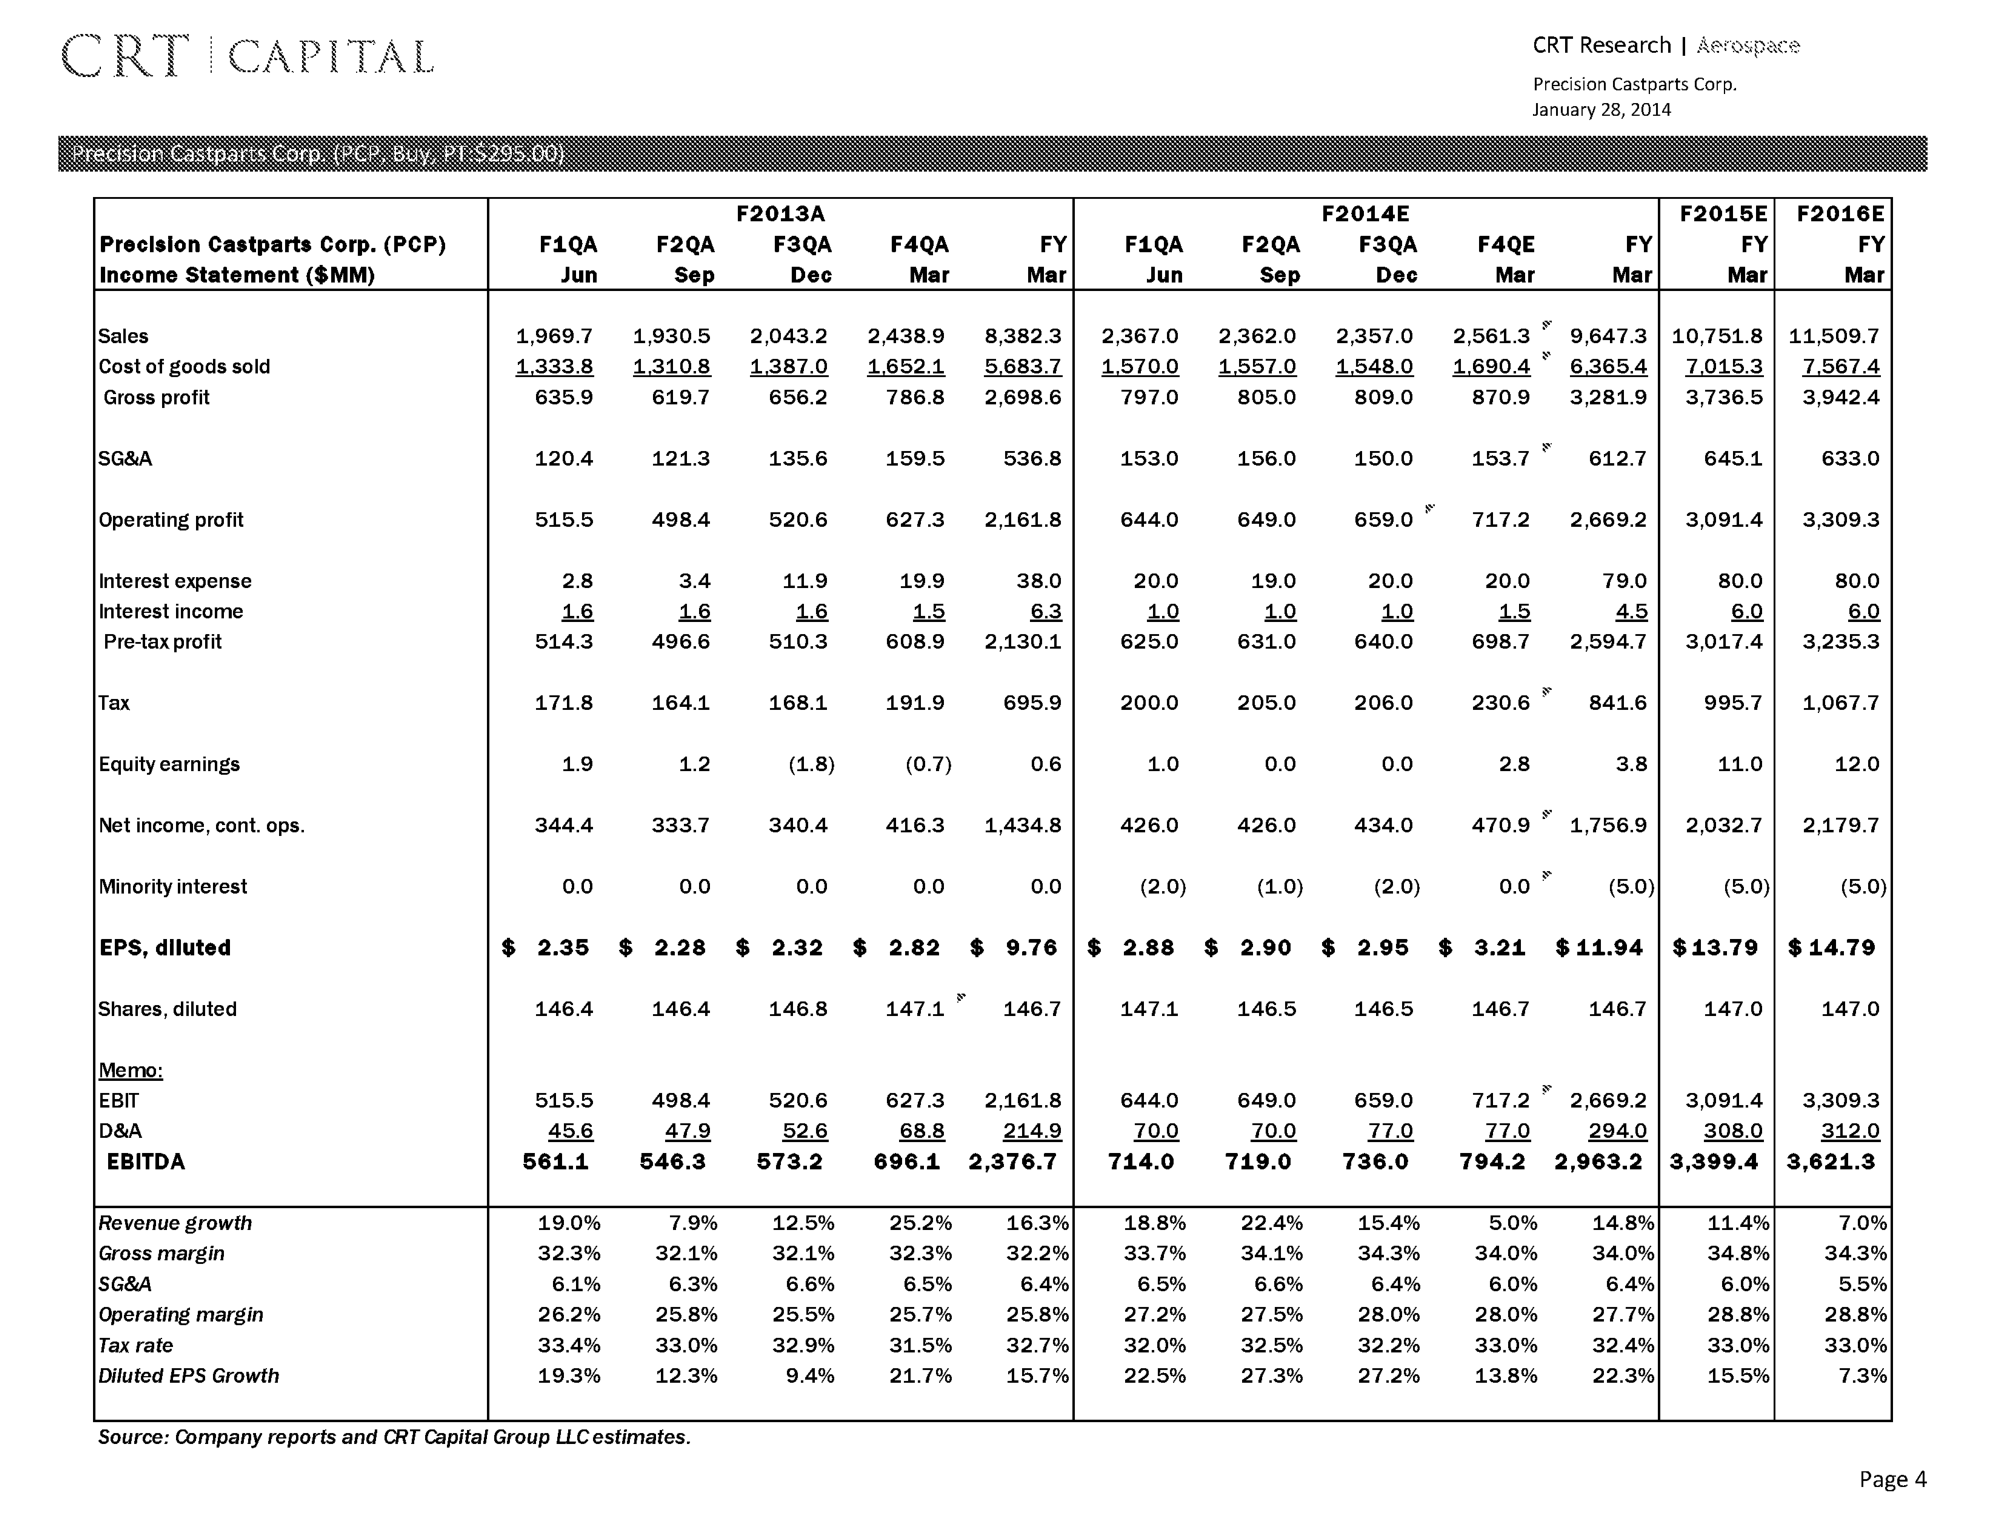 CRT | CAPITAL
CRT Research | Aerospace
Precision Castparts Corp.
January 28, 2014
Precision Castparts Corp. (PCP, Buy, PT:$295.00)
F2013A F2014E F2015E F2016E
Precision Castparts Corp. (PCP) F1QA F2QA F3QA F4QA FY F1QA F2QA F3QA F4QE FY FY FY
Income Statement ($MM) Jun Sep Dec Mar Mar Jun Sep Dec Mar Mar Mar Mar
Sales 1,969.7 1,930.5 2,043.2 2,438.9 8,382.3 2,367.0 2,362.0 2,357.0 2,561.3 9,647.3 10,751.8 11,509.7
Cost of goods sold 1,333.8 1,310.8 1,387.0 1,652.1 5,683.7 1,570.0 1,557.0 1,548.0 1,690.4 6,365.4 7,015.3 7,567.4
Gross profit 635.9 619.7 656.2 786.8 2,698.6 797.0 805.0 809.0 870.9 3,281.9 3,736.5 3,942.4
SG&A 120.4 121.3 135.6 159.5 536.8 153.0 156.0 150.0 153.7 612.7 645.1 633.0
Operating profit 515.5 498.4 520.6 627.3 2,161.8 644.0 649.0 659.0 717.2 2,669.2 3,091.4 3,309.3
Interest expense 2.8 3.4 11.9 19.9 38.0 20.0 19.0 20.0 20.0 79.0 80.0 80.0
Interest income 1.6 1.6 1.6 1.5 6.3 1.0 1.0 1.0 1.5 4.5 6.0 6.0
Pre-tax profit 514.3 496.6 510.3 608.9 2,130.1 625.0 631.0 640.0 698.7 2,594.7 3,017.4 3,235.3
Tax 171.8 164.1 168.1 191.9 695.9 200.0 205.0 206.0 230.6 841.6 995.7 1,067.7
Equity earnings 1.9 1.2 (1.8) (0.7) 0.6 1.0 0.0 0.0 2.8 3.8 11.0 12.0
Net income, cont. ops. 344.4 333.7 340.4 416.3 1,434.8 426.0 426.0 434.0 470.9 1,756.9 2,032.7 2,179.7
Minority interest 0.0 0.0 0.0 0.0 0.0 (2.0) (1.0) (2.0) 0.0 (5.0) (5.0) (5.0)
EPS, diluted $ 2.35 $ 2.28 $ 2.32 $ 2.82 $ 9.76 $ 2.88 $ 2.90 $ 2.95 $ 3.21 $ 11.94 $ 13.79 $ 14.79
Shares, diluted 146.4 146.4 146.8 147.1 146.7 147.1 146.5 146.5 146.7 146.7 147.0 147.0
Memo:
EBIT 515.5 498.4 520.6 627.3 2,161.8 644.0 649.0 659.0 717.2 2,669.2 3,091.4 3,309.3
D&A 45.6 47.9 52.6 68.8 214.9 70.0 70.0 77.0 77.0 294.0 308.0 312.0
EBITDA 561.1 546.3 573.2 696.1 2,376.7 714.0 719.0 736.0 794.2 2,963.2 3,399.4 3,621.3
Revenue growth 19.0% 7.9% 12.5% 25.2% 16.3% 18.8% 22.4% 15.4% 5.0% 14.8% 11.4% 7.0%
Gross margin 32.3% 32.1% 32.1% 32.3% 32.2% 33.7% 34.1% 34.3% 34.0% 34.0% 34.8% 34.3%
SG&A 6.1% 6.3% 6.6% 6.5% 6.4% 6.5% 6.6% 6.4% 6.0% 6.4% 6.0% 5.5%
Operating margin 26.2% 25.8% 25.5% 25.7% 25.8% 27.2% 27.5% 28.0% 28.0% 27.7% 28.8% 28.8%
Tax rate 33.4% 33.0% 32.9% 31.5% 32.7% 32.0% 32.5% 32.2% 33.0% 32.4% 33.0% 33.0%
Diluted EPS Growth 19.3% 12.3% 9.4% 21.7% 15.7% 22.5% 27.3% 27.2% 13.8% 22.3% 15.5% 7.3%
Source: Company reports and CRT Capital Group LLC estimates.
Page 4